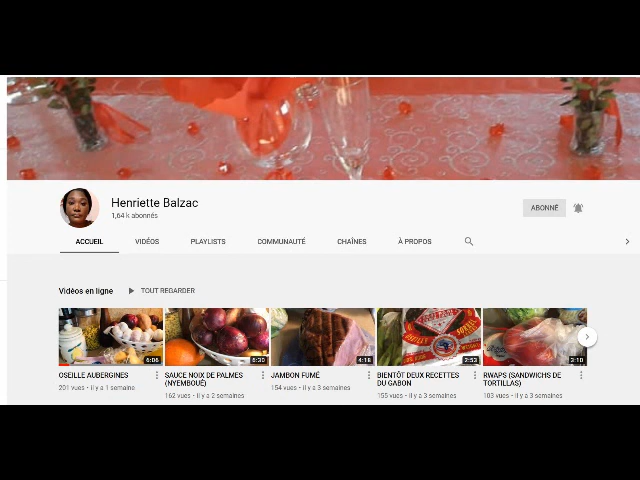 Henriette Balzac
1,64 k abonnés
ABONNÉ
ACCUEIL VIDÉOS PLAYLISTS COMMUNAUTÉ CHAÎNES À PROPOS
Vidéos en ligne TOUT REGARDER
6:06 6:30 4:18 2:53 3:10
OSEILLE AUBERGINES
201 vues • il y a 1 semaine
SAUCE NOIX DE PALMES
(NYEMBOUÉ)
162 vues • il y a 2 semaines
JAMBON FUMÉ
154 vues • il y a 3 semaines
BIENTÔT DEUX RECETTES
DU GABON
155 vues • il y a 3 semaines
RWAPS (SANDWICHS DE
TORTILLAS)
103 vues • il y a 3 semaines